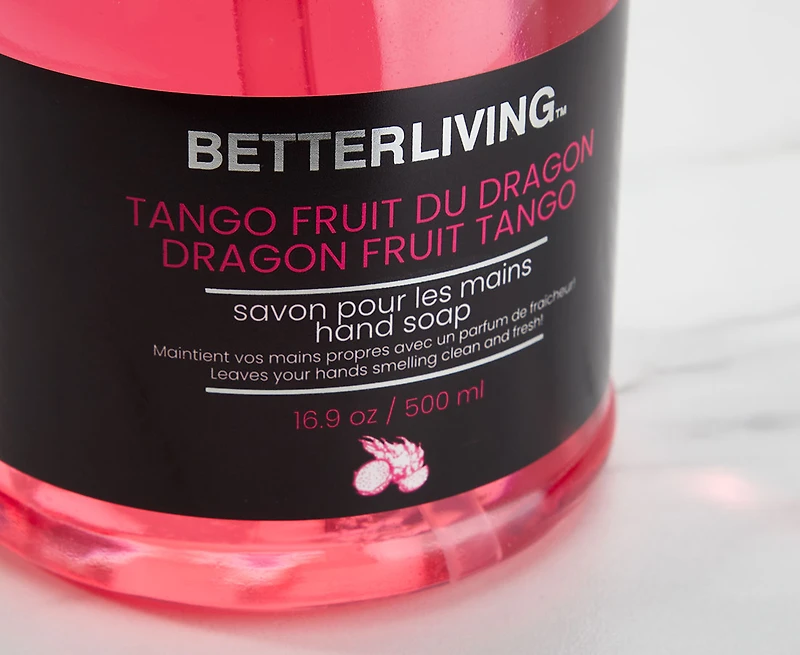 BETTERLIVING™
TANGO FRUIT DU DRAGON
DRAGON FRUIT TANGO
savon pour les mains
hand soap
Maintient vos mains propres avec un parfum de fraîcheur!
Leaves your hands smelling clean and fresh!
16.9 oz / 500 ml